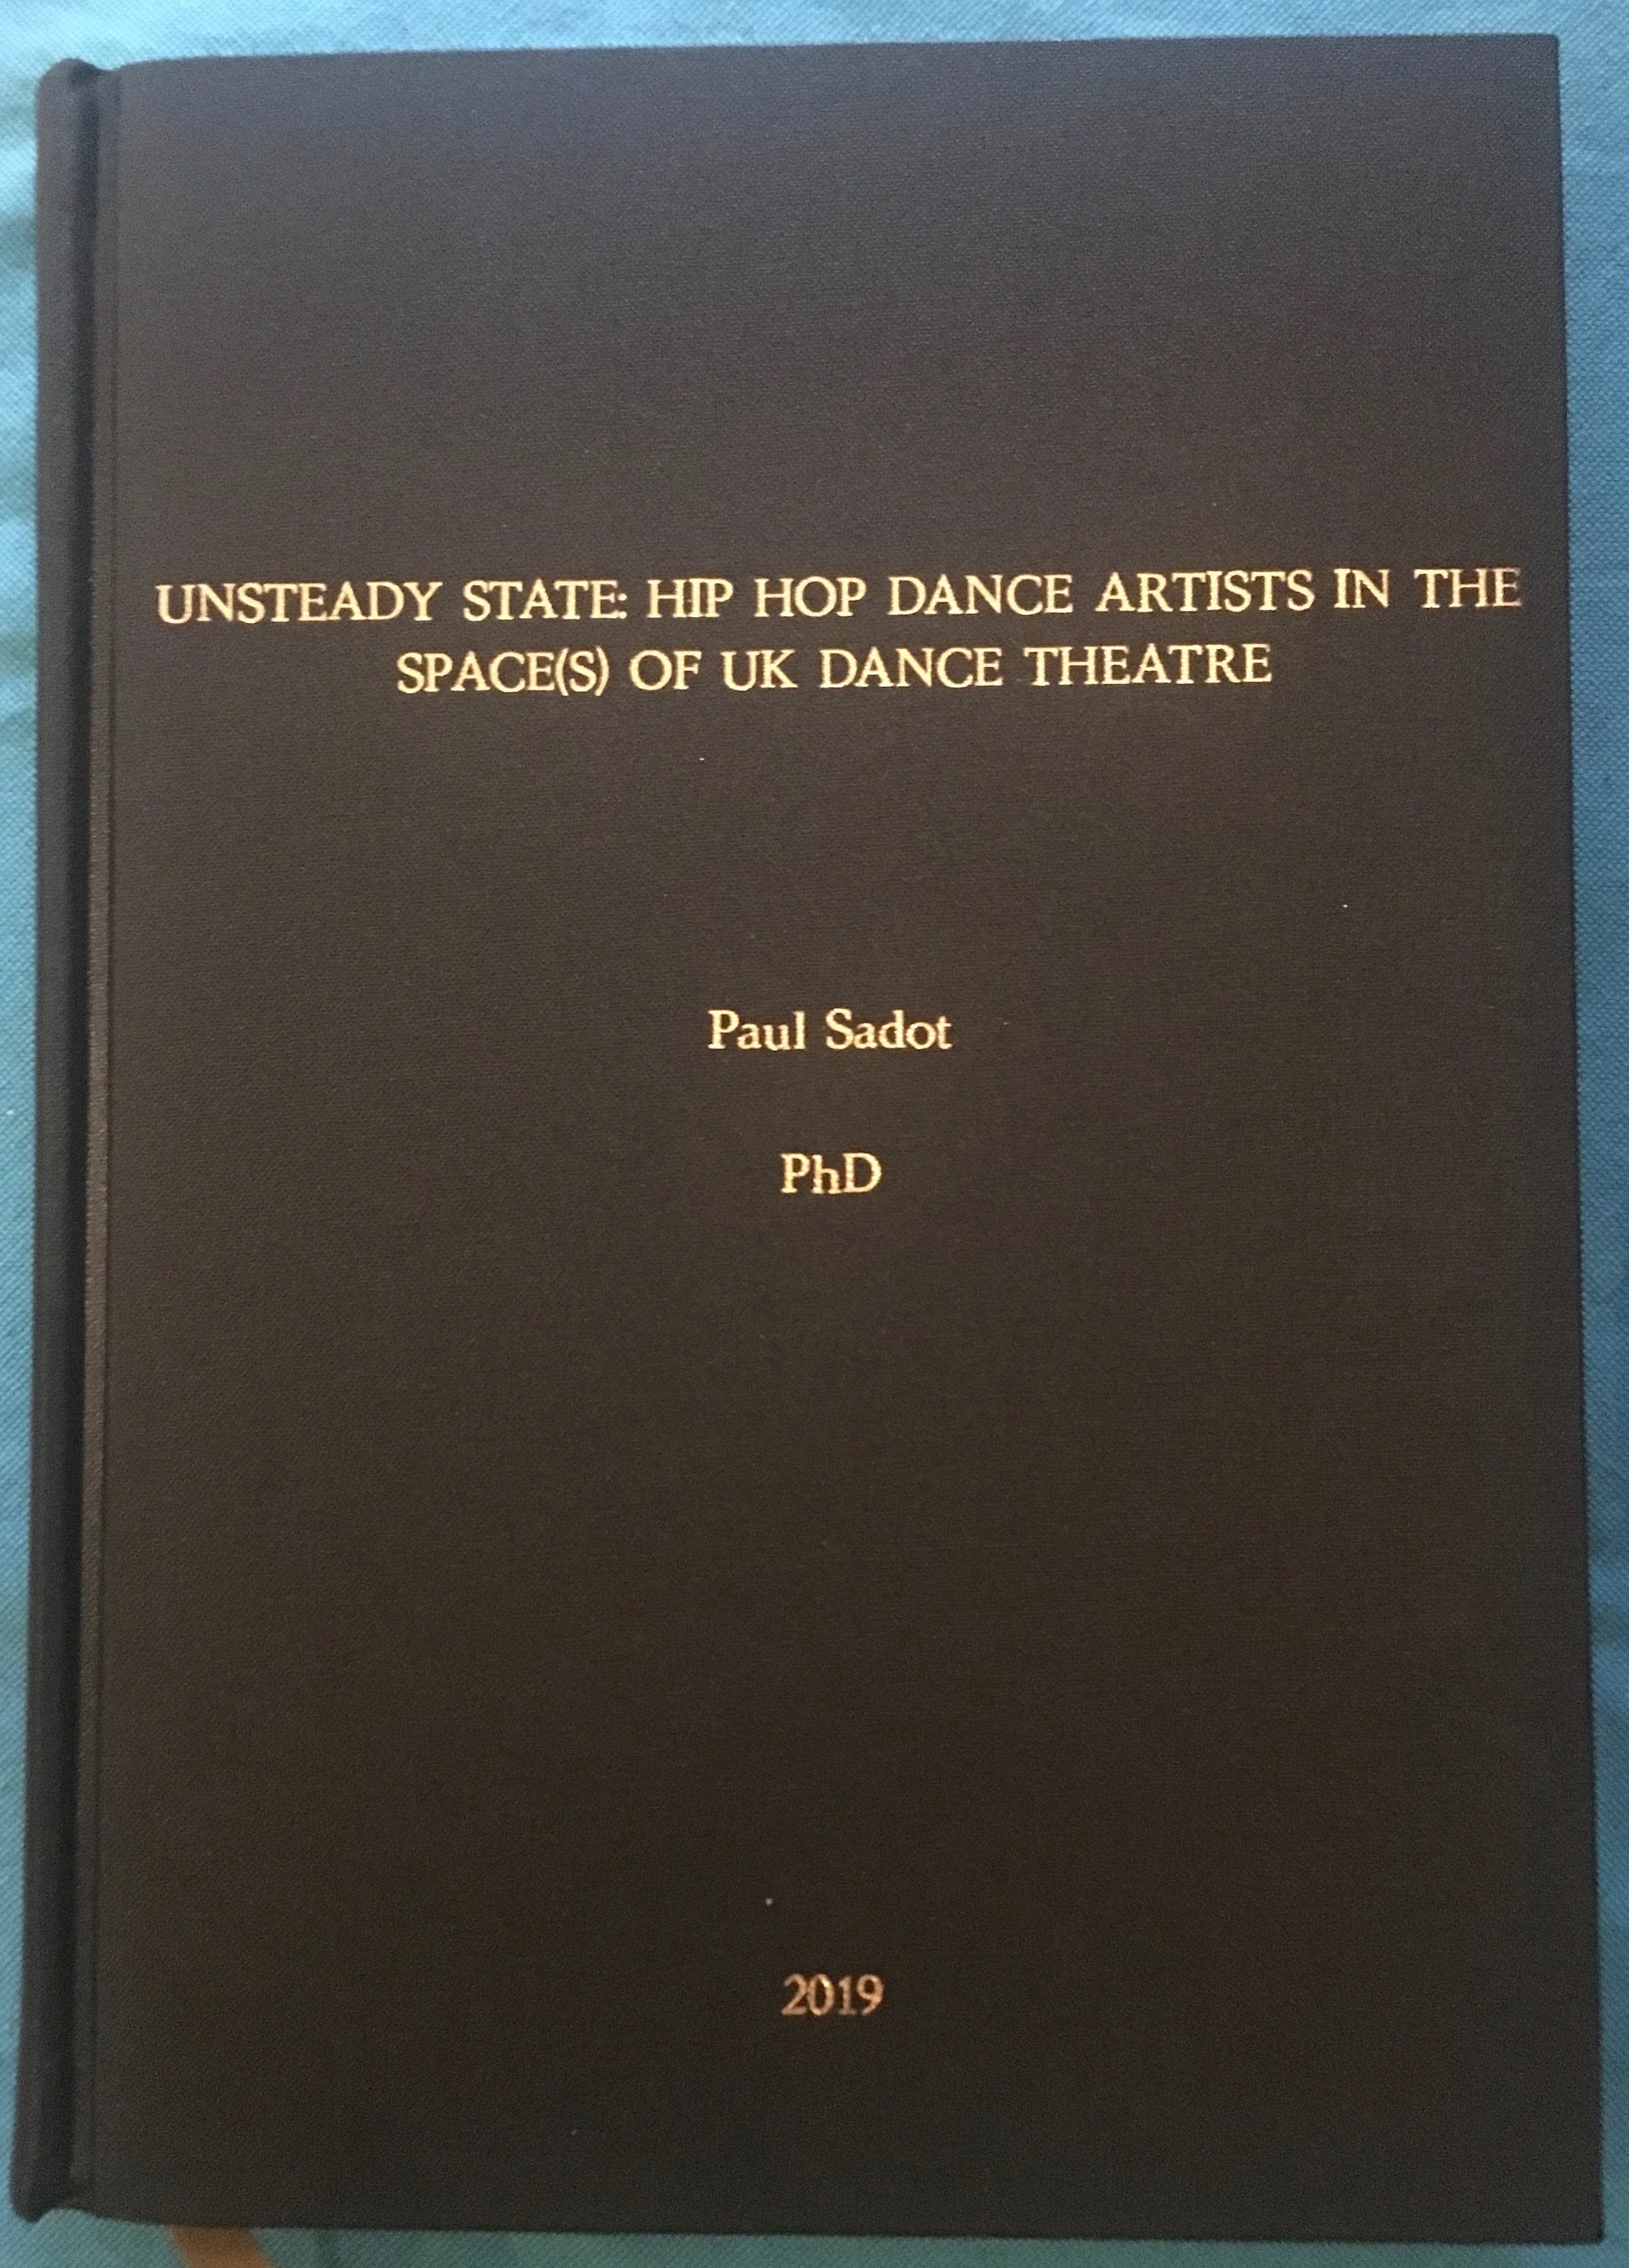 UNSTEADY STATE: HIP HOP DANCE ARTISTS IN THE
SPACE(S) OF UK DANCE THEATRE
Paul Sadot
PhD
2019